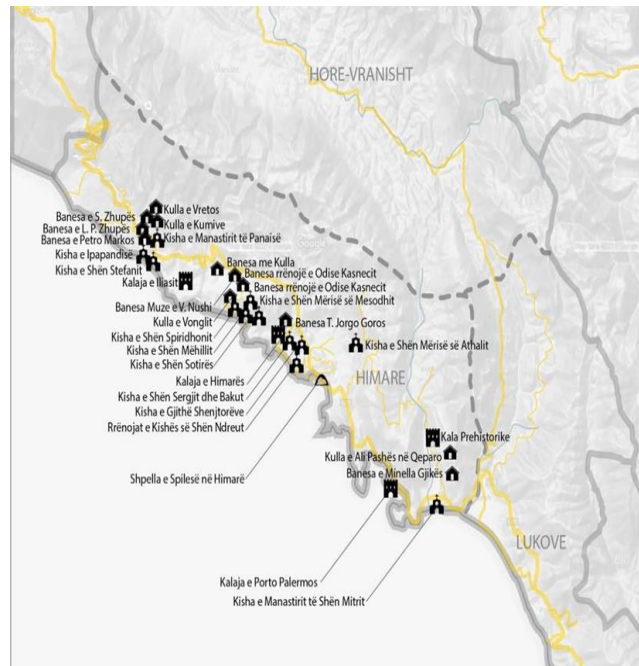 HORE-VRANISHT
Kulla e Vretos
Banesa e S. Zhupës
Kulla e Kumive
Banesa e L. P. Zhupës
Banesa e Petro Markos
Kisha e Manastirit të Panaisë
Kisha e Ipapandisë
Kisha e Shën Stefanit
Banesa me Kulla
Kalaja e Iliasit
Banesa rrënojë e Odise Kasnecit
Banesa rrënojë e Odise Kasnecit
Kisha e Shën Mërisë së Mesodhit
Banesa Muze e V. Nushi
Kulla e Vonglit
Banesa T. Jorgo Goros
Kisha e Shën Spiridhonit
Kisha e Shën Mëhillit
Kisha e Shën Mërisë së Athalit
Kisha e Shën Sotirës
Kalaja e Himarës
HIMARE
Kisha e Shën Sergjit dhe Bakut
Kisha e Gjithë Shenjtorëve
Rrënojat e Kishës së Shën Ndreut
Kala Prehistorike
Kulla e Ali Pashës në Qeparo
Banesa e Minella Gjikës
Shpella e Spilesë në Himarë
LUKOVE
Kalaja e Porto Palermos
Kisha e Manastirit të Shën Mitrit